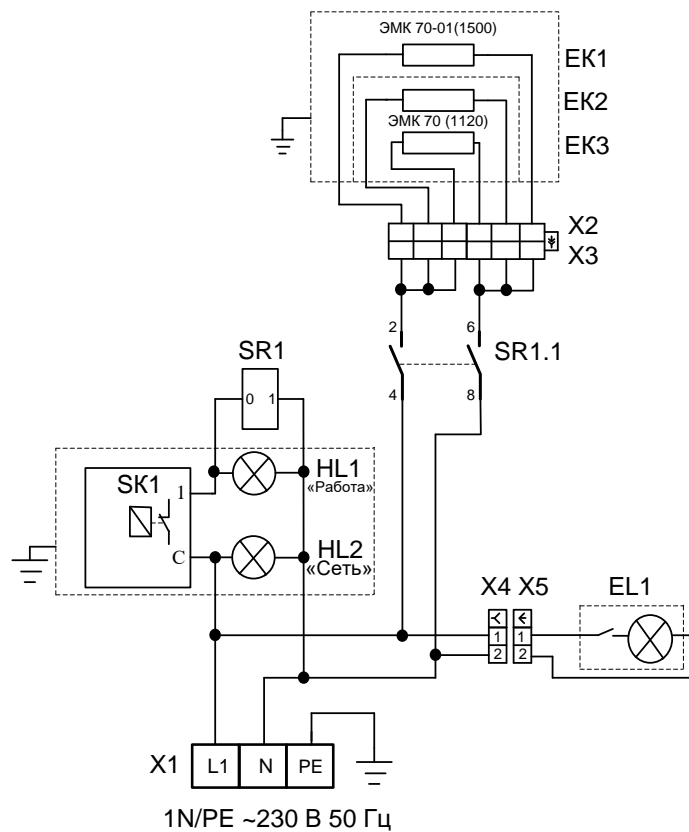 ЭМК 70-01(1500)
EK1
EK2
ЭМК 70 (1120)
EK3
X2
X3
2
6
SR1.1
SR1
4
8
0
1
SK1
1
HL1
«Работа»
C
HL2
«Сеть»
X4
X5
EL1
1
1
2
2
X1
L1
N
PE
1N/PE ~230 В 50 Гц